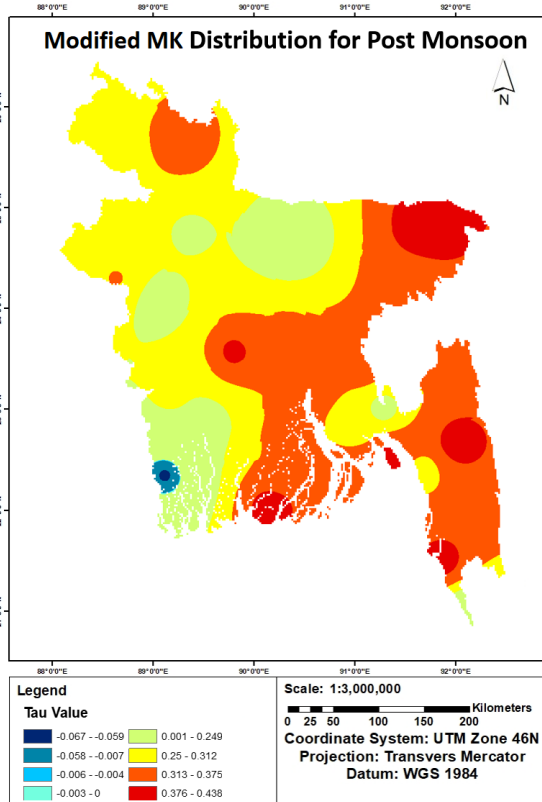 Modified MK Distribution for Post Monsoon
N
88°0'0"E 89°0'0"E 90°0'0"E 91°0'0"E 92°0'0"E
88°0'0"E 89°0'0"E 90°0'0"E 91°0'0"E 92°0'0"E
Legend
Tau Value
-0.067 - -0.059
-0.058 - -0.007
-0.006 - -0.004
-0.003 - 0
0.001 - 0.249
0.25 - 0.312
0.313 - 0.375
0.376 - 0.438
Scale: 1:3,000,000
Kilometers
0 25 50 100 150 200
Coordinate System: UTM Zone 46N
Projection: Transvers Mercator
Datum: WGS 1984